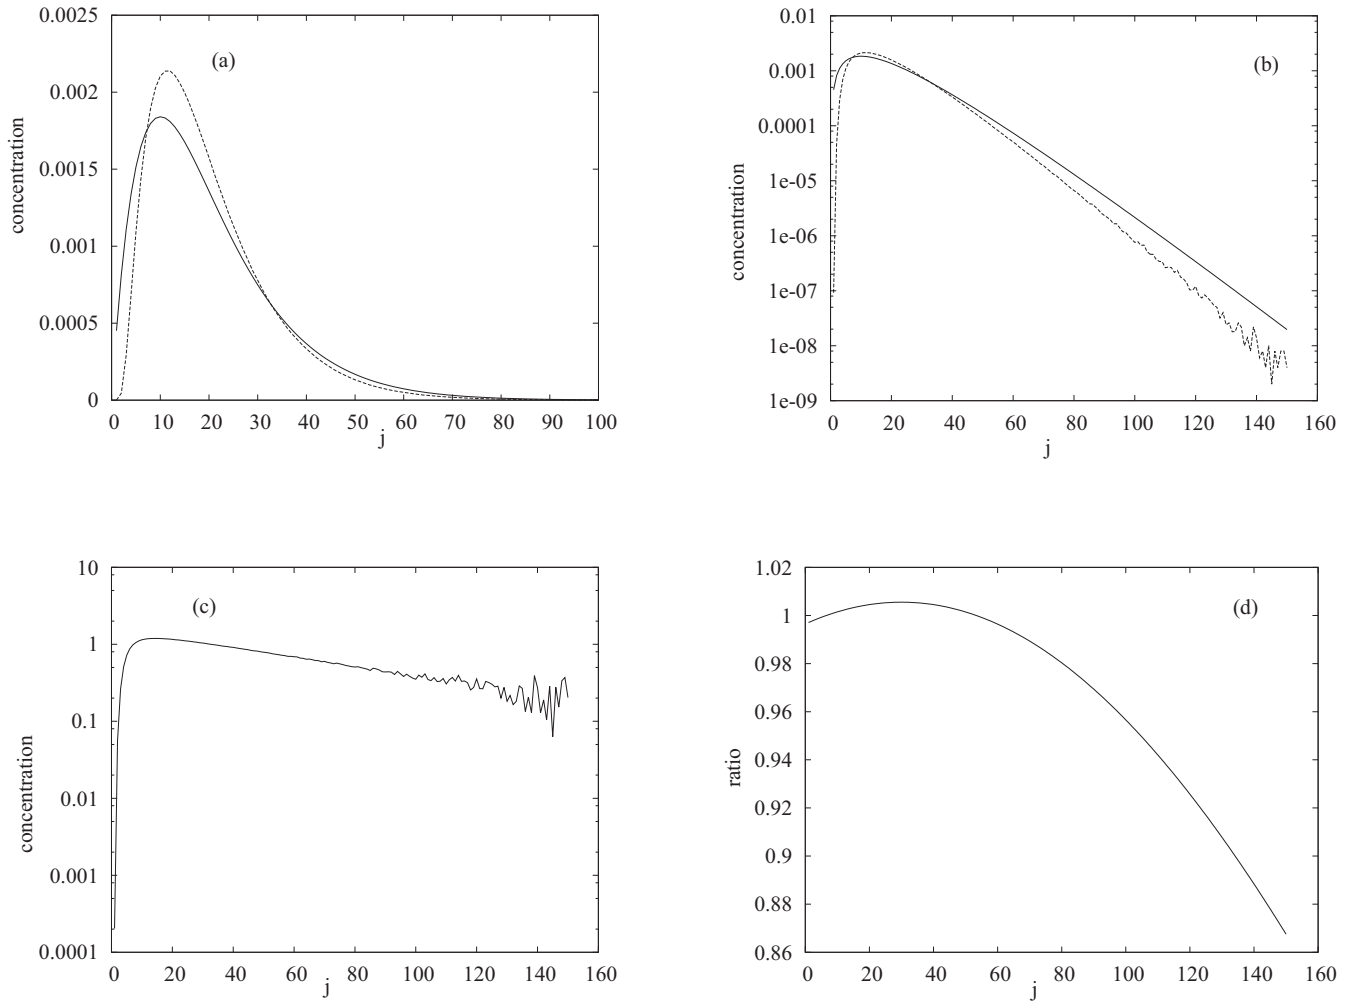 (a)
concentration
0.0025
0.002
0.0015
0.001
0.0005
0
0 10 20 30 40 50 60 70 80 90 100
j
(b)
concentration
0.01
0.001
0.0001
1e-05
1e-06
1e-07
1e-08
1e-09
0 20 40 60 80 100 120 140 160
j
(c)
concentration
10
1
0.1
0.01
0.001
0.0001
0 20 40 60 80 100 120 140 160
j
(d)
ratio
1.02
1
0.98
0.96
0.94
0.92
0.9
0.88
0.86
0 20 40 60 80 100 120 140 160
j